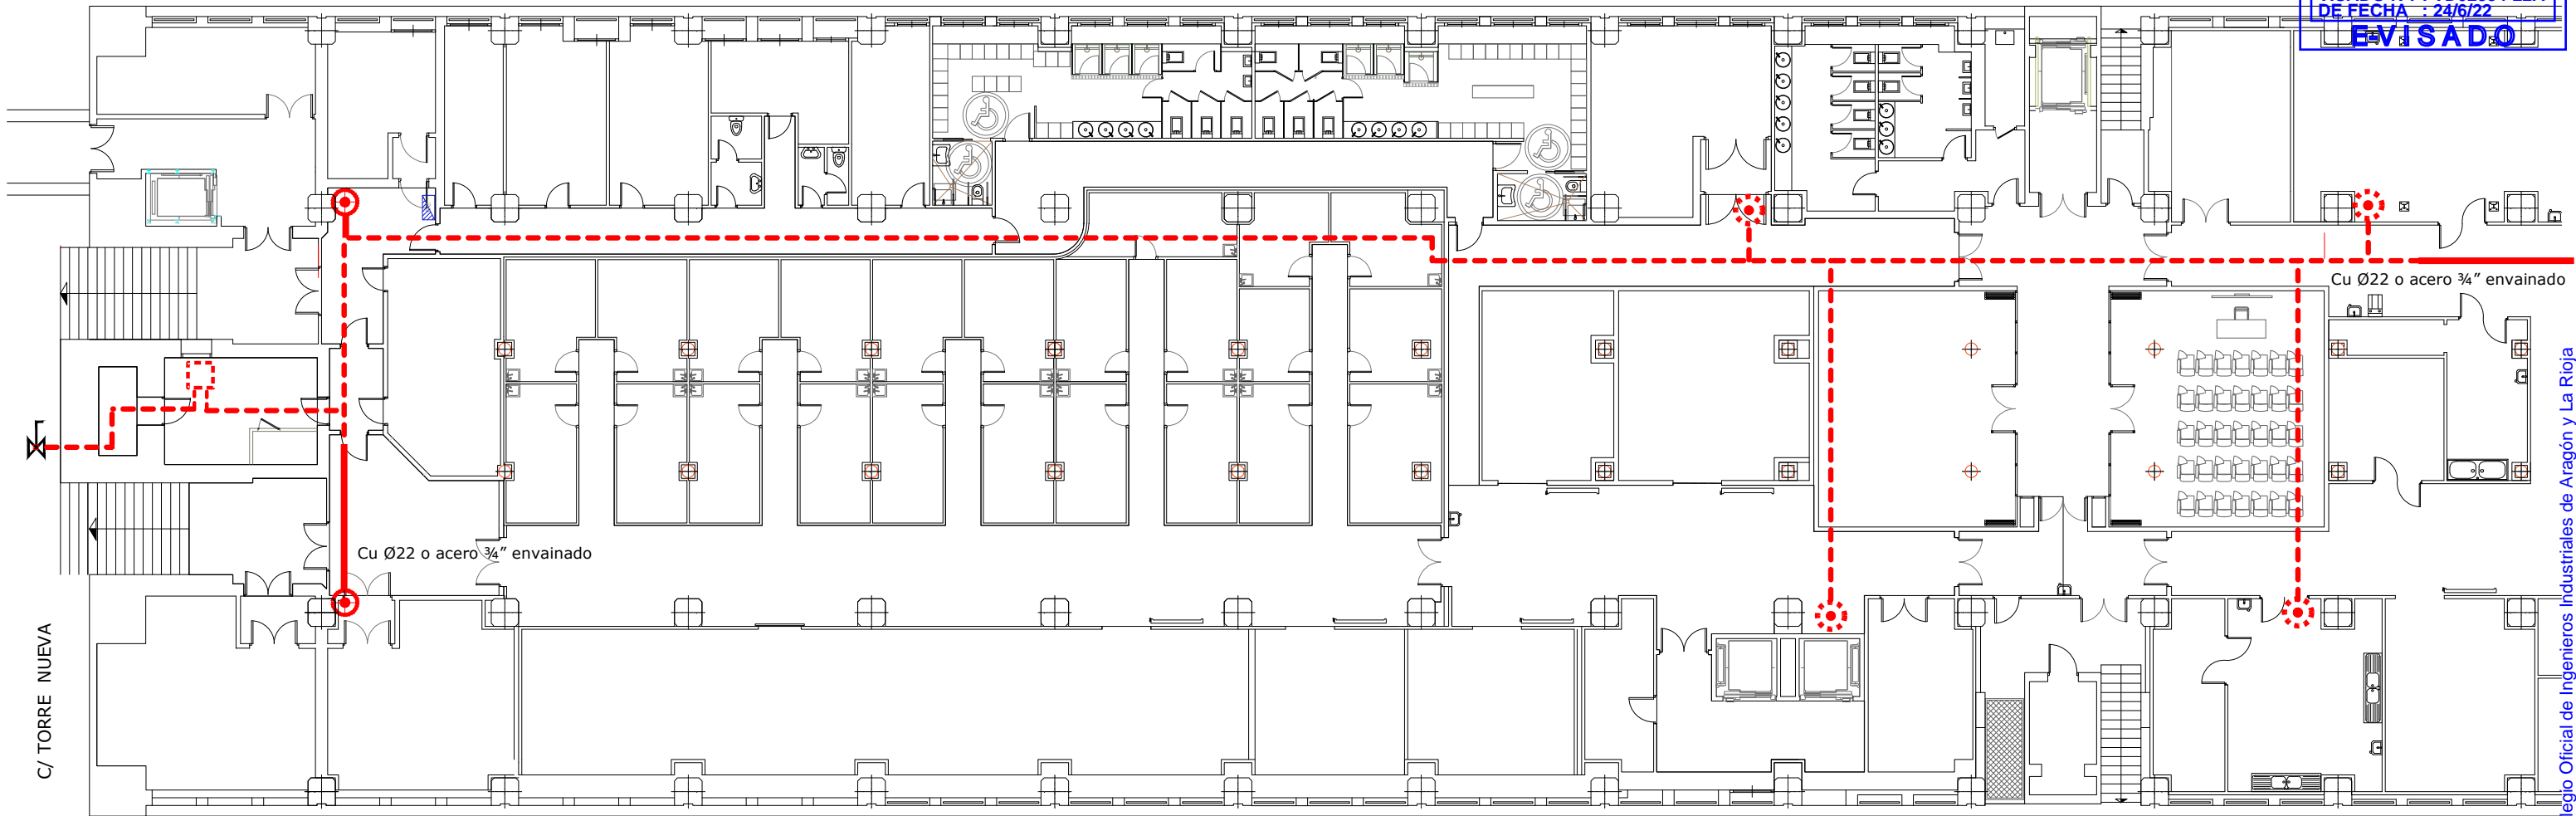 DE FECHA : 24/6/22
E-VISADO
Cu Ø22 o acero ¾” envainado
Cu Ø22 o acero ¾” envainado
C/ TORRE NUEVA
legio Oficial de Ingenieros Industriales de Aragón y La Rioja